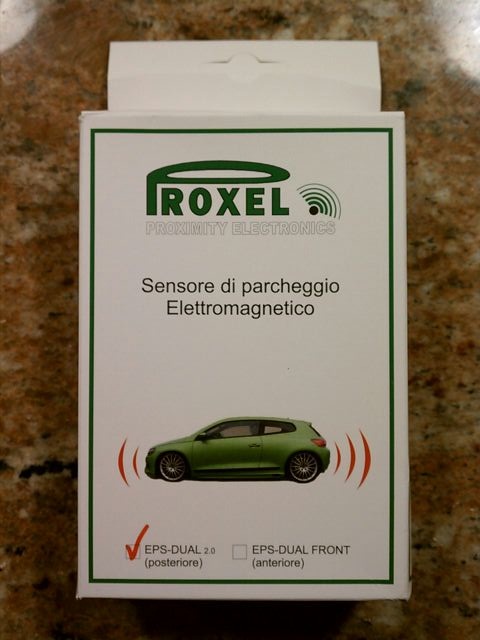 PROXEL
PROXIMITY ELECTRONICS
Sensore di parcheggio
Elettromagnetico
EPS-DUAL 2.0
(posteriore)
EPS-DUAL FRONT
(anteriore)